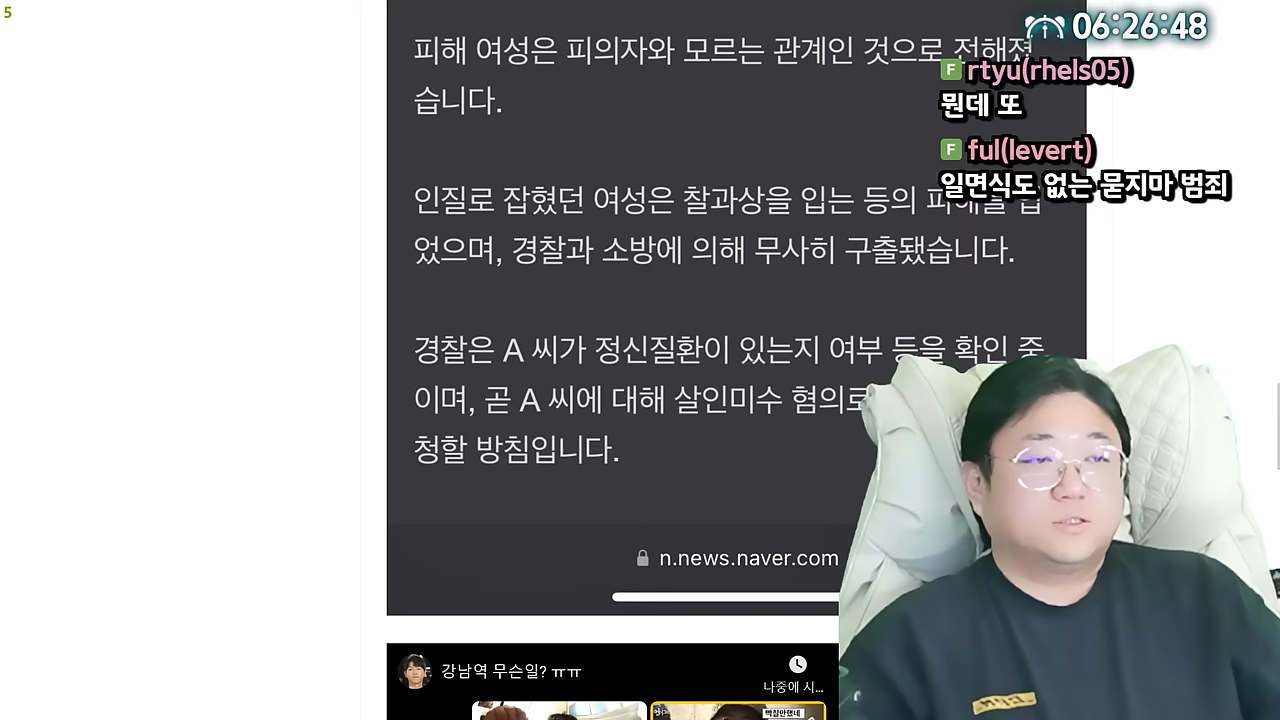 5
06:26:48
피해 여성은 피의자와 모르는 관계인 것으로 전해졌
습니다.
F rtyu(rhels05)
뭔데 또
F ful(levert)
일면식도 없는 묻지마 범죄
인질로 잡혔던 여성은 찰과상을 입는 등의 피해를 입
었으며, 경찰과 소방에 의해 무사히 구출됐습니다.
경찰은 A 씨가 정신질환이 있는지 여부 등을 확인 중
이며, 곧 A 씨에 대해 살인미수 혐의로
청할 방침입니다.
n.news.naver.com
강남역 무슨일? ㅠㅠ
나중에 시...